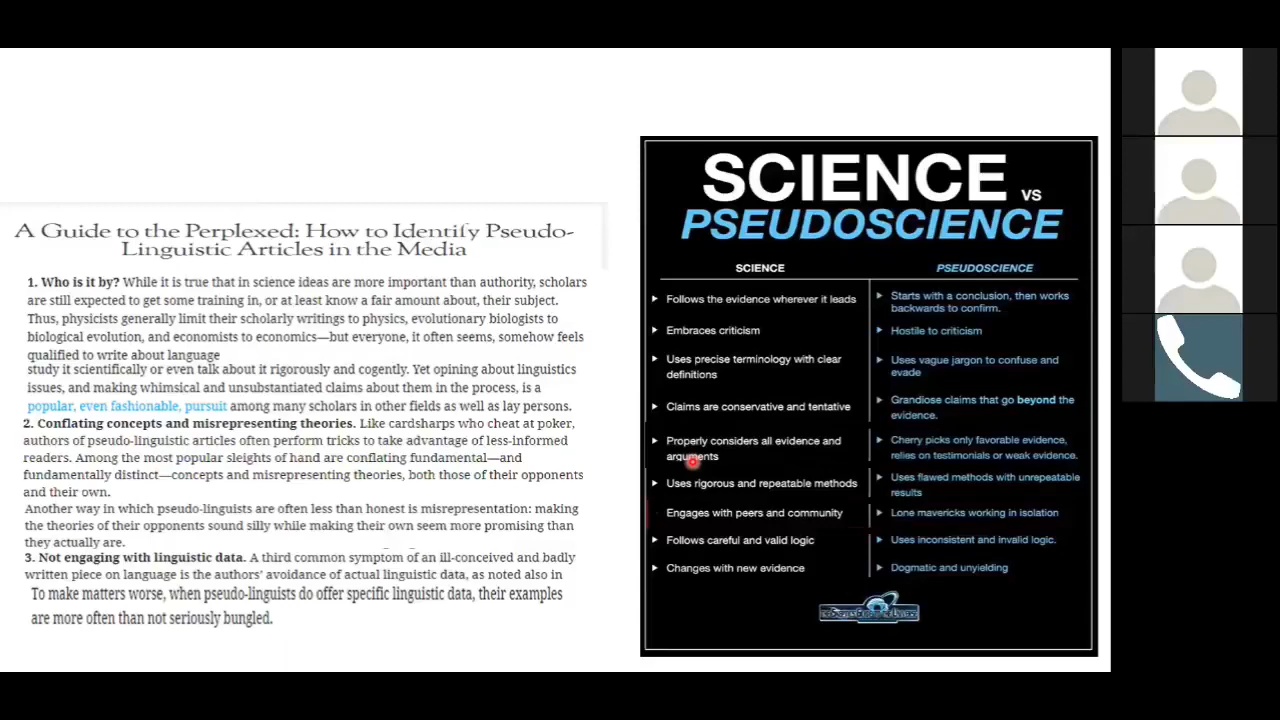 A Guide to the Perplexed: How to Identify Pseudo-
Linguistic Articles in the Media
1. Who is it by? While it is true that in science ideas are more important than authority, scholars
are still expected to get some training in, or at least know a fair amount about, their subject.
Thus, physicists generally limit their scholarly writings to physics, evolutionary biologists to
biological evolution, and economists to economics—but everyone, it often seems, somehow feels
qualified to write about language
study it scientifically or even talk about it rigorously and cogently. Yet opining about linguistics
issues, and making whimsical and unsubstantiated claims about them in the process, is a
popular, even fashionable, pursuit among many scholars in other fields as well as lay persons.
2. Conflating concepts and misrepresenting theories. Like cardsharps who cheat at poker,
authors of pseudo-linguistic articles often perform tricks to take advantage of less-informed
readers. Among the most popular sleights of hand are conflating fundamental—and
fundamentally distinct—concepts and misrepresenting theories, both those of their opponents
and their own.
Another way in which pseudo-linguists are often less than honest is misrepresentation: making
the theories of their opponents sound silly while making their own seem more promising than
they actually are.
3. Not engaging with linguistic data. A third common symptom of an ill-conceived and badly
written piece on language is the authors' avoidance of actual linguistic data, as noted also in
To make matters worse, when pseudo-linguists do offer specific linguistic data, their examples
are more often than not seriously bungled.
SCIENCE VS
PSEUDOSCIENCE
SCIENCE
Follows the evidence wherever it leads
Embraces criticism
Uses precise terminology with clear
definitions
Claims are conservative and tentative
Properly considers all evidence and
arguments
Uses rigorous and repeatable methods
Engages with peers and community
Follows careful and valid logic
Changes with new evidence
PSEUDOSCIENCE
Starts with a conclusion, then works
backwards to confirm.
Hostile to criticism
Uses vague jargon to confuse and
evade
Grandiose claims that go beyond the
evidence.
Cherry picks only favorable evidence,
relies on testimonials or weak evidence.
Uses flawed methods with unrepeatable
results
Lone mavericks working in isolation
Uses inconsistent and invalid logic.
Dogmatic and unyielding